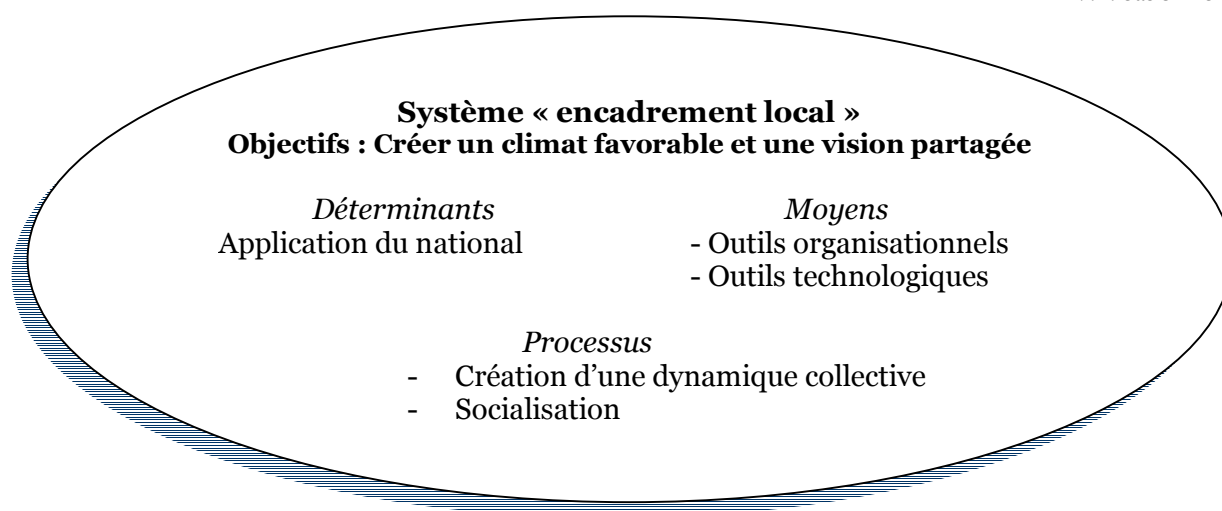 Système « encadrement local »
Objectifs : Créer un climat favorable et une vision partagée
Déterminants
Application du national
Moyens
- Outils organisationnels
- Outils technologiques
Processus
- Création d’une dynamique collective
- Socialisation